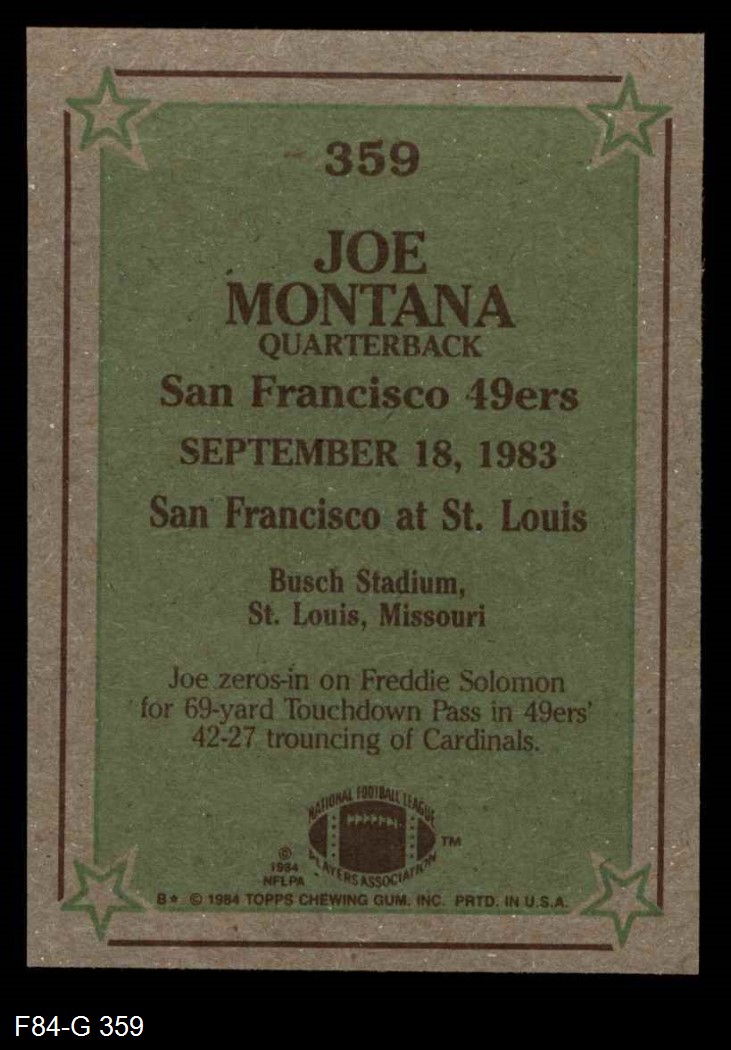 359
JOE
MONTANA
QUARTERBACK
San Francisco 49ers
SEPTEMBER 18, 1983
San Francisco at St. Louis
Busch Stadium,
St. Louis, Missouri
Joe zeros-in on Freddie Solomon
for 69-yard Touchdown Pass in 49ers'
42-27 trouncing of Cardinals.
NATIONAL FOOTBALL LEAGUE
PLAYERS ASSOCIATION
TM
©
1984
NFLPA
B* © 1984 TOPPS CHEWING GUM, INC. PRTD. IN U.S.A.
F84-G 359